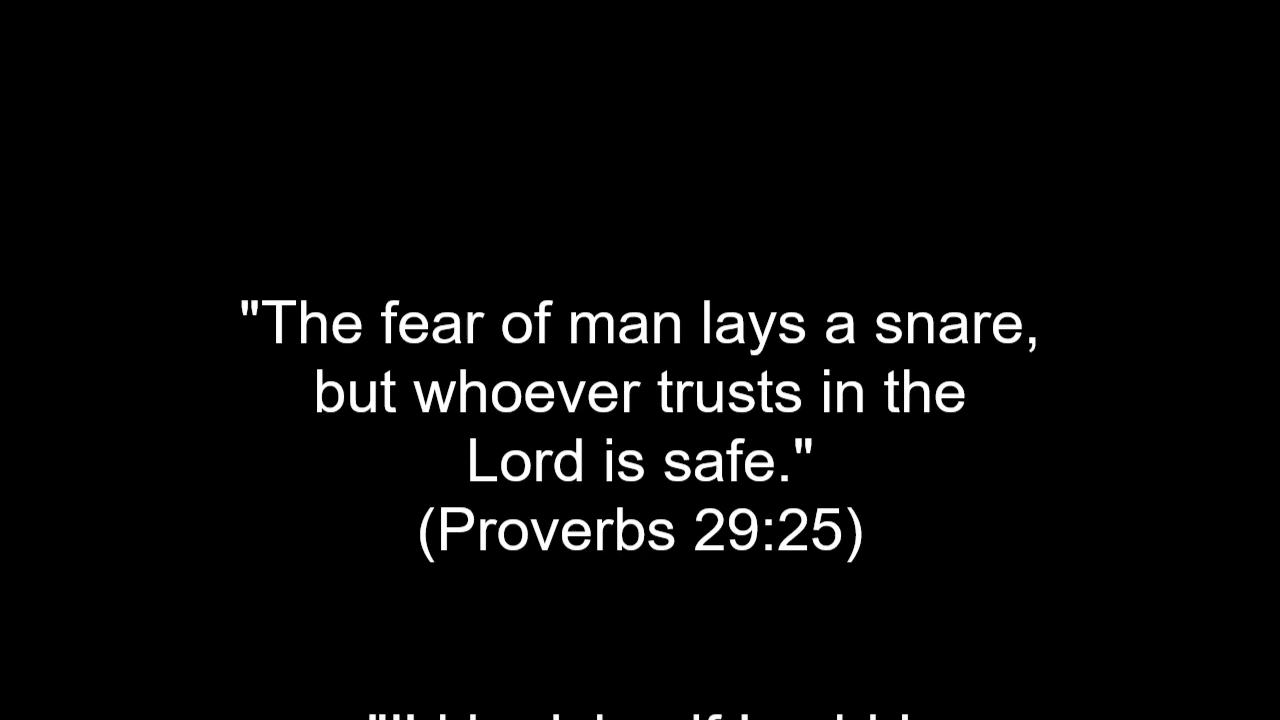 "The fear of man lays a snare,
but whoever trusts in the
Lord is safe."
(Proverbs 29:25)